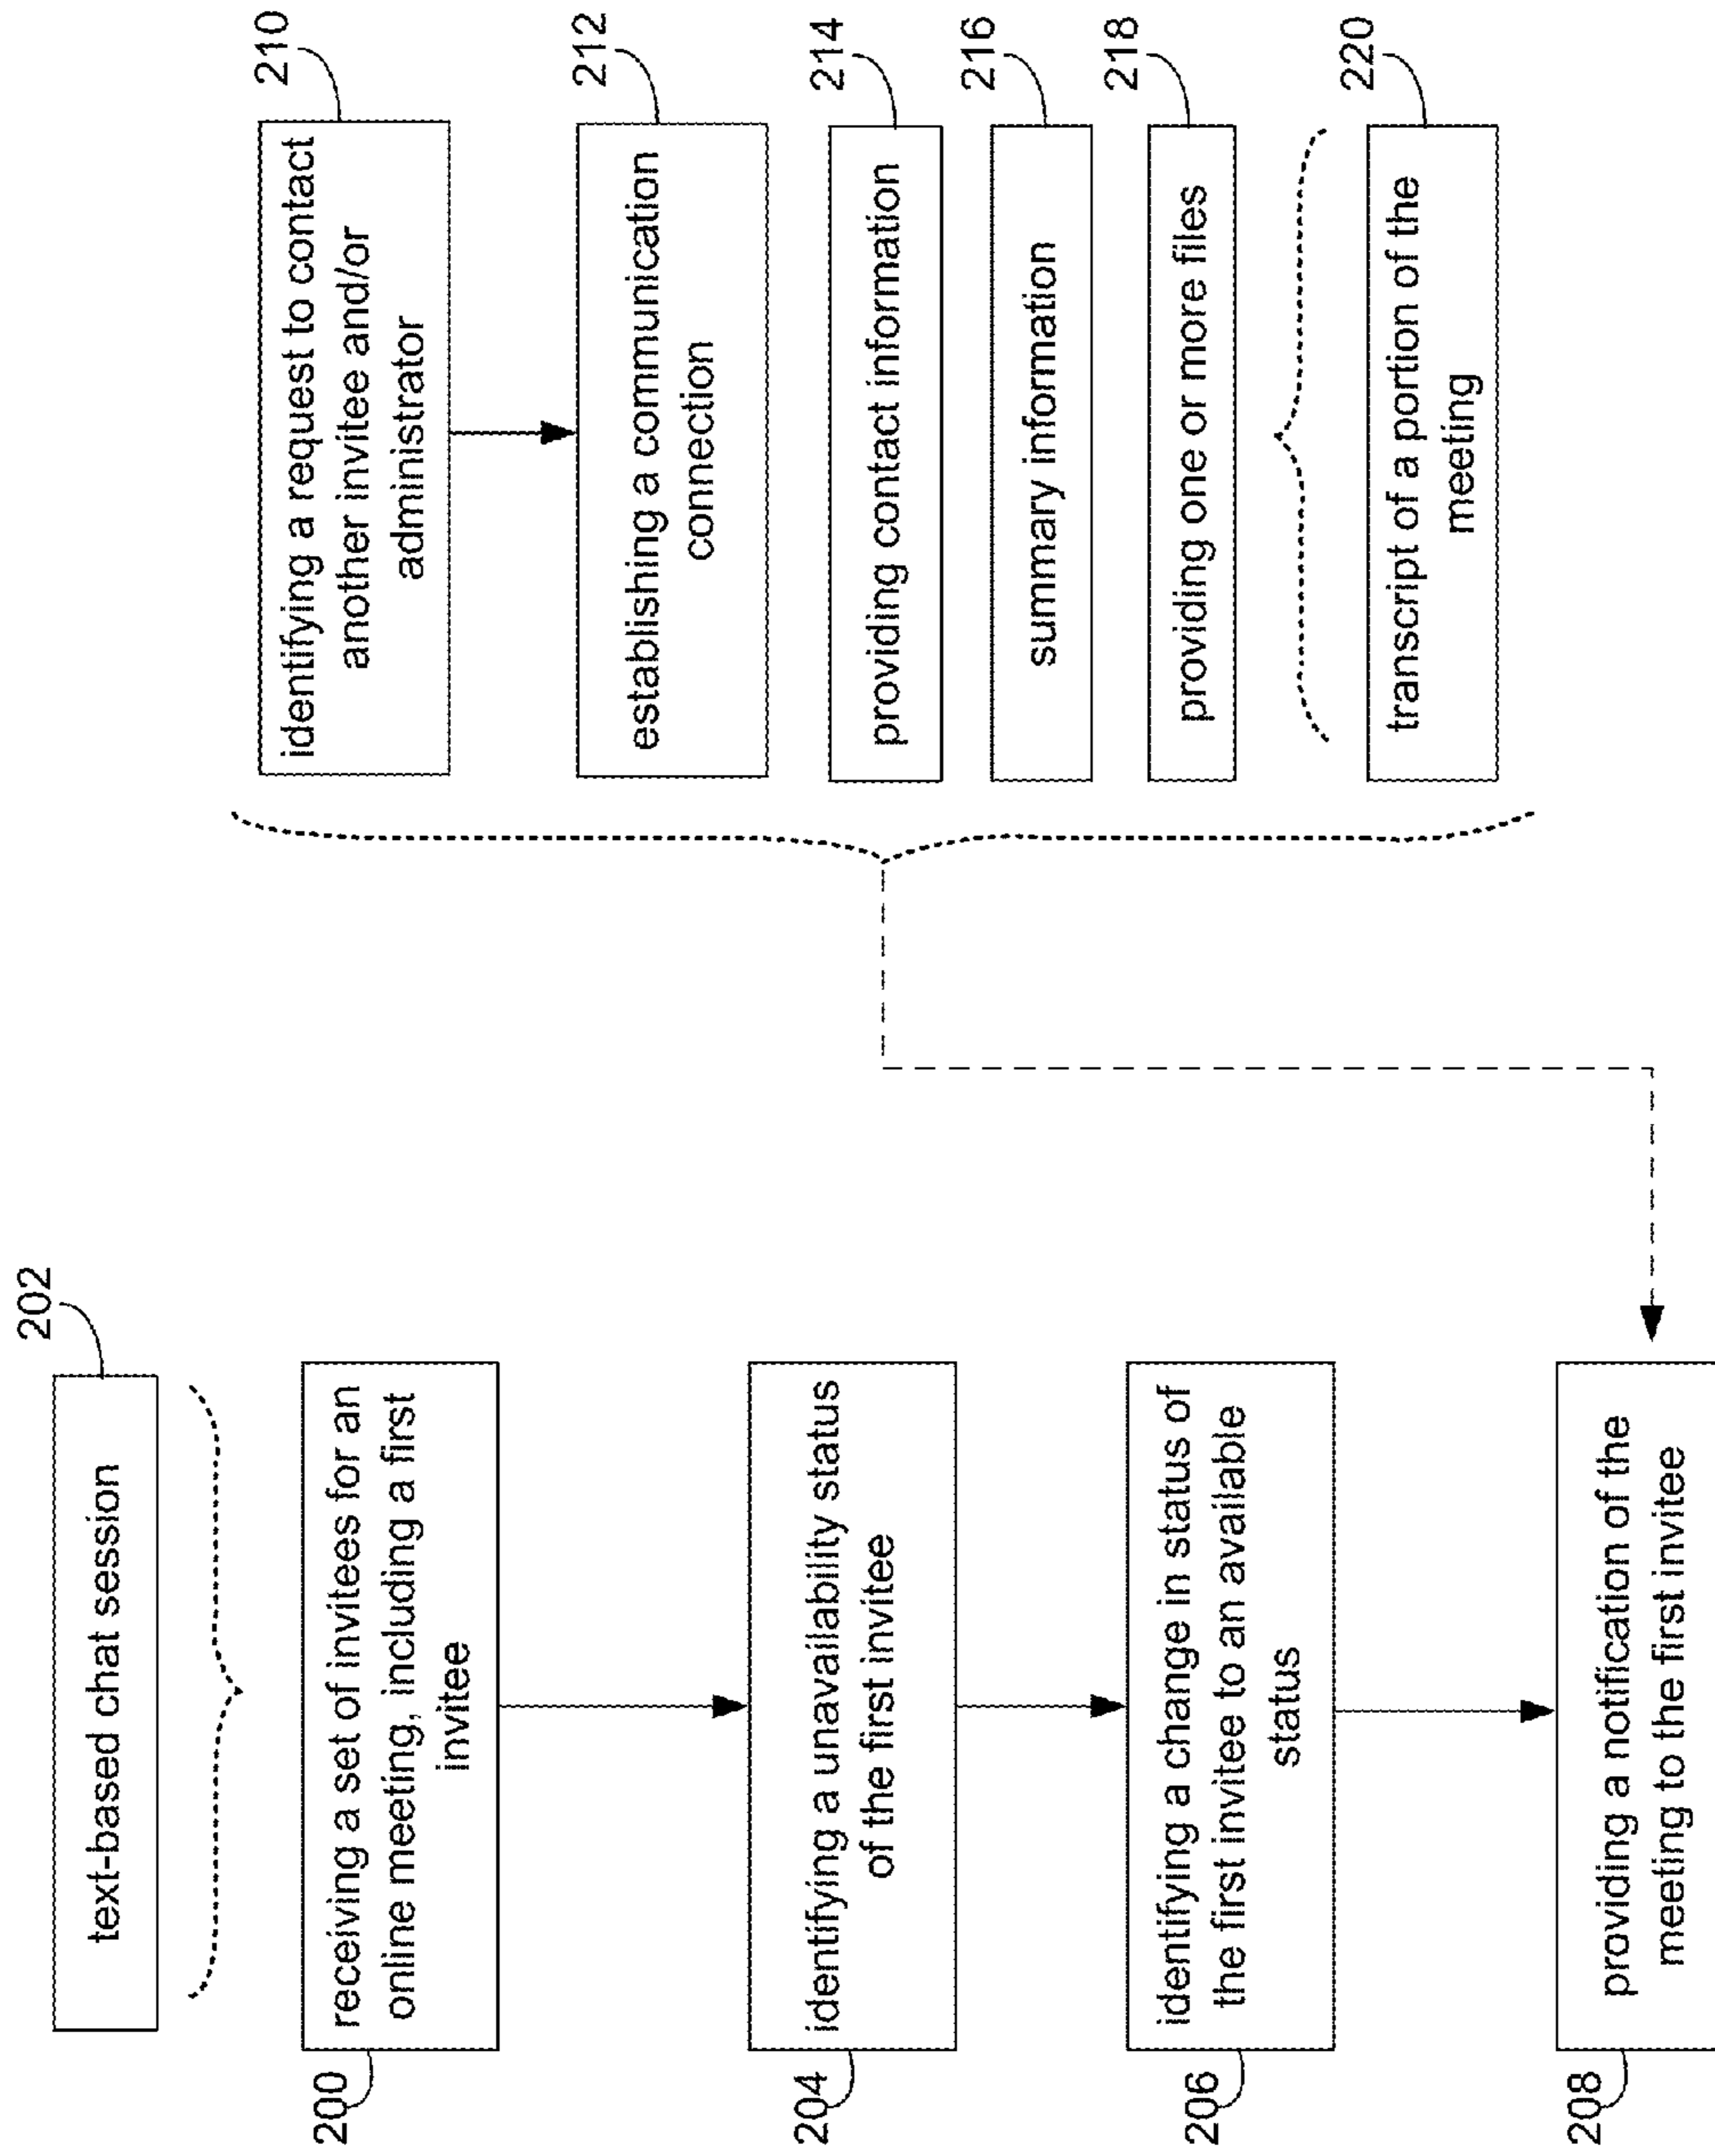 202
text-based chat session
200
receiving a set of invitees for an
online meeting, including a first
invitee
204
identifying a unavailability status
of the first invitee
206
identifying a change in status of
the first invitee to an available
status
208
providing a notification of the
meeting to the first invitee
210
identifying a request to contact
another invitee and/or
administrator
212
establishing a communication
connection
214
providing contact information
216
summary information
218
providing one or more files
220
transcript of a portion of the
meeting